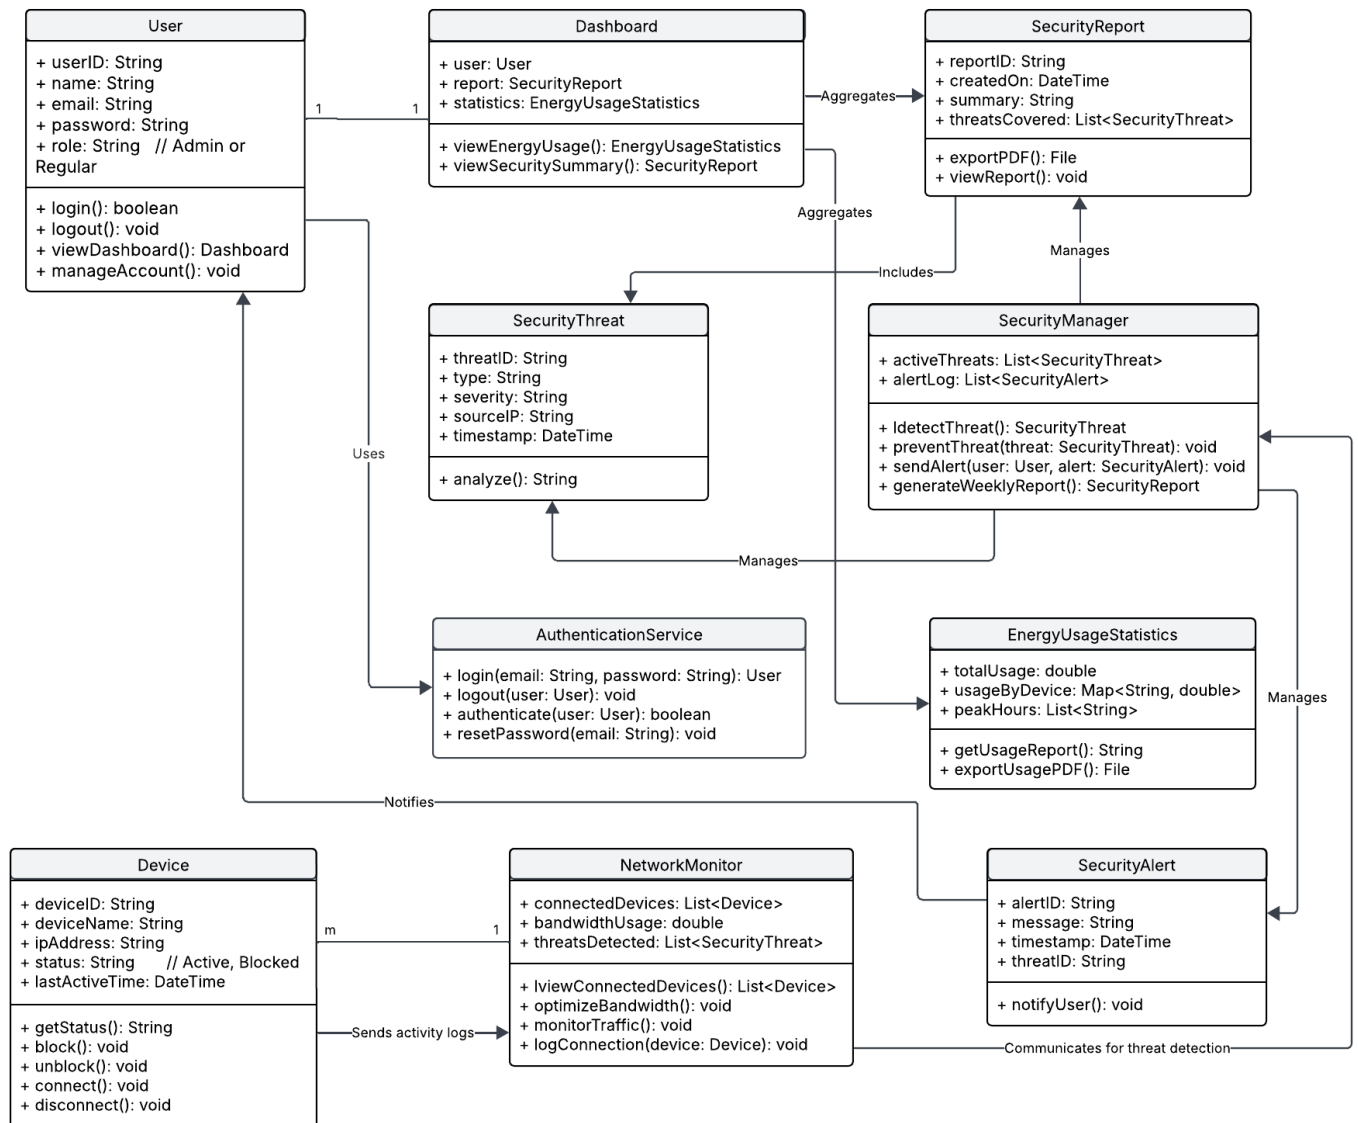 User
+ userID: String
+ name: String
+ email: String
+ password: String
+ role: String   // Admin or
Regular
+ login(): boolean
+ logout(): void
+ viewDashboard(): Dashboard
+ manageAccount(): void
1
1
Dashboard
+ user: User
+ report: SecurityReport
+ statistics: EnergyUsageStatistics
+ viewEnergyUsage(): EnergyUsageStatistics
+ viewSecuritySummary(): SecurityReport
Aggregates
Aggregates
SecurityReport
+ reportID: String
+ createdOn: DateTime
+ summary: String
+ threatsCovered: List<SecurityThreat>
+ exportPDF(): File
+ viewReport(): void
Includes
Manages
SecurityThreat
+ threatID: String
+ type: String
+ severity: String
+ sourceIP: String
+ timestamp: DateTime
+ analyze(): String
SecurityManager
+ activeThreats: List<SecurityThreat>
+ alertLog: List<SecurityAlert>
+ IdetectThreat(): SecurityThreat
+ preventThreat(threat: SecurityThreat): void
+ sendAlert(user: User, alert: SecurityAlert): void
+ generateWeeklyReport(): SecurityReport
Uses
Manages
AuthenticationService
+ login(email: String, password: String): User
+ logout(user: User): void
+ authenticate(user: User): boolean
+ resetPassword(email: String): void
EnergyUsageStatistics
+ totalUsage: double
+ usageByDevice: Map<String, double>
+ peakHours: List<String>
+ getUsageReport(): String
+ exportUsagePDF(): File
Manages
Notifies
Device
+ deviceID: String
+ deviceName: String
+ ipAddress: String
+ status: String      // Active, Blocked
+ lastActiveTime: DateTime
+ getStatus(): String
+ block(): void
+ unblock(): void
+ connect(): void
+ disconnect(): void
m
1
Sends activity logs
NetworkMonitor
+ connectedDevices: List<Device>
+ bandwidthUsage: double
+ threatsDetected: List<SecurityThreat>
+ IviewConnectedDevices(): List<Device>
+ optimizeBandwidth(): void
+ monitorTraffic(): void
+ logConnection(device: Device): void
SecurityAlert
+ alertID: String
+ message: String
+ timestamp: DateTime
+ threatID: String
+ notifyUser(): void
Communicates for threat detection